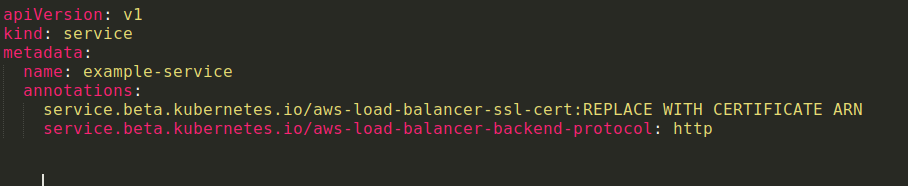 apiVersion: v1
kind: service
metadata:
  name: example-service
  annotations:
    service.beta.kubernetes.io/aws-load-balancer-ssl-cert:REPLACE WITH CERTIFICATE ARN
    service.beta.kubernetes.io/aws-load-balancer-backend-protocol: http